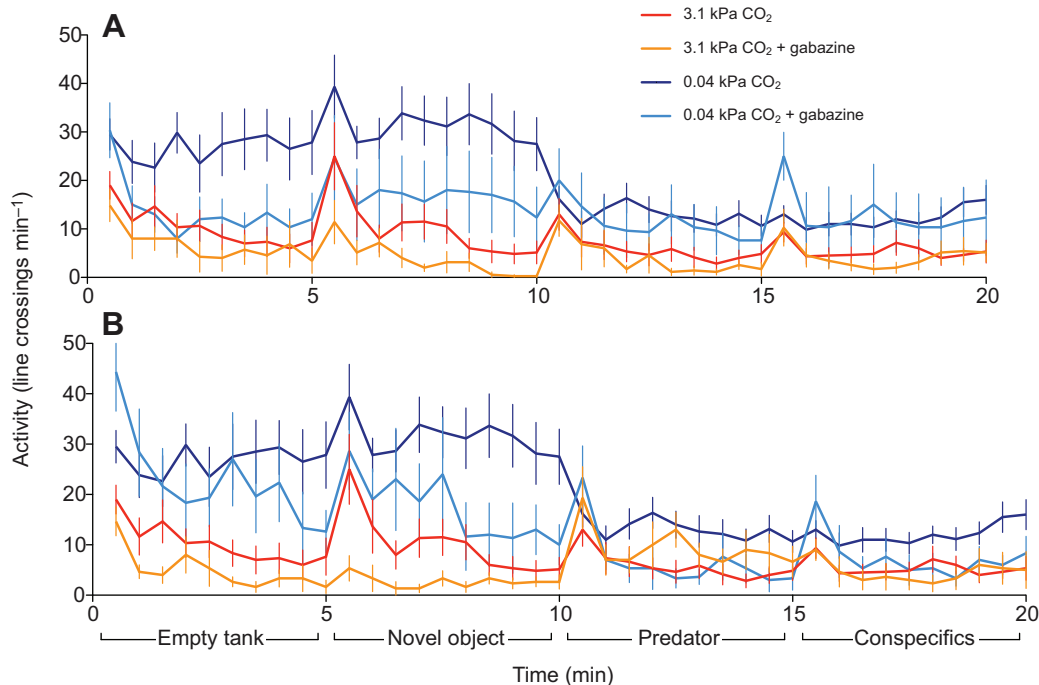 A
3.1 kPa CO₂
3.1 kPa CO₂ + gabazine
0.04 kPa CO₂
0.04 kPa CO₂ + gabazine
50
40
30
20
10
0
0 5 10 15 20
B
50
40
30
20
10
0
0 5 10 15 20
Activity (line crossings min⁻¹)
Empty tank Novel object Predator Conspecifics
Time (min)